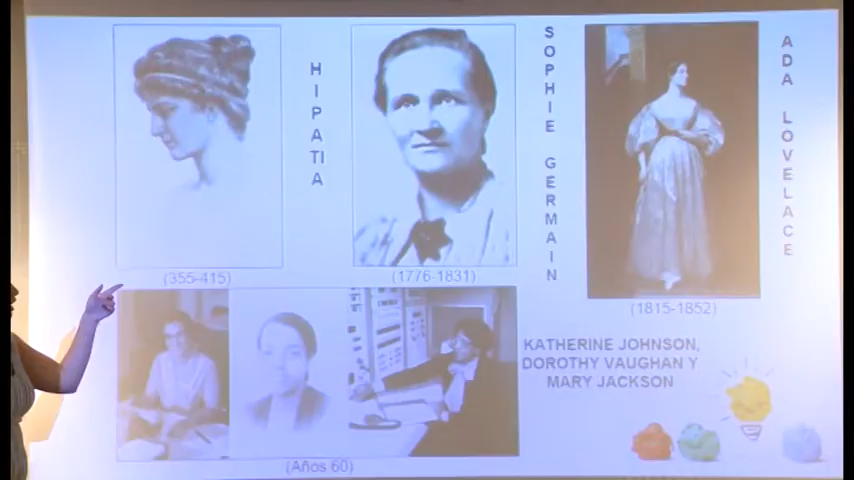 HIPATIA
SOPHIE GERMAIN
ADA LOVELACE
(355-415)
(1776-1831)
(1815-1852)
KATHERINE JOHNSON,
DOROTHY VAUGHAN Y
MARY JACKSON
(Años 60)